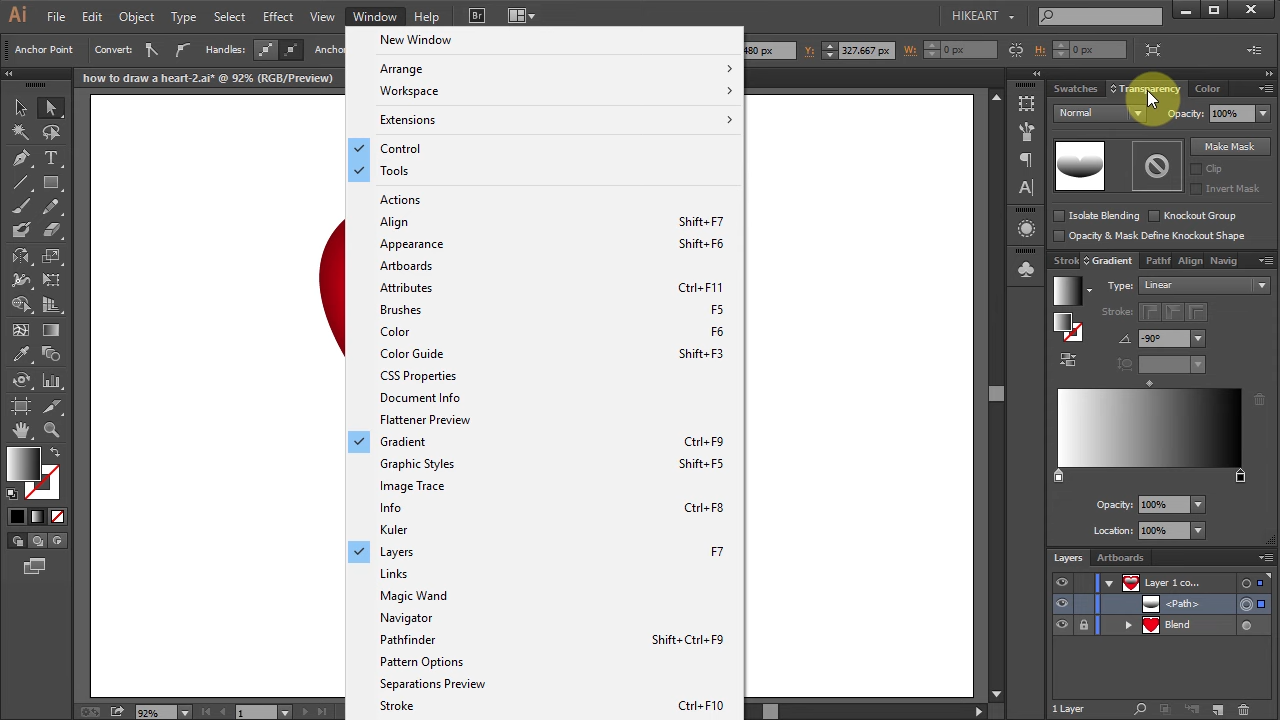 Ai File Edit Object Type Select Effect View Window Help Br HIKEART
Anchor Point Convert: Handles: Anchor 480 px Y: 327.667 px W: 0 px H: 0 px
how to draw a heart-2.ai* @ 92% (RGB/Preview)
New Window
Arrange
Workspace
Extensions
Control
Tools
Actions
Align Shift+F7
Appearance Shift+F6
Artboards
Attributes Ctrl+F11
Brushes F5
Color F6
Color Guide Shift+F3
CSS Properties
Document Info
Flattener Preview
Gradient Ctrl+F9
Graphic Styles Shift+F5
Image Trace
Info Ctrl+F8
Kuler
Layers F7
Links
Magic Wand
Navigator
Pathfinder Shift+Ctrl+F9
Pattern Options
Separations Preview
Stroke Ctrl+F10
Swatches Transparency Color
Normal Opacity: 100%
Make Mask
Clip
Invert Mask
Isolate Blending Knockout Group
Opacity & Mask Define Knockout Shape
Strok Gradient Pathf Align Navig
Type: Linear
Stroke:
-90°
Opacity: 100%
Location: 100%
Layers Artboards
Layer 1 co...
<Path>
Blend
1 Layer
92% 1